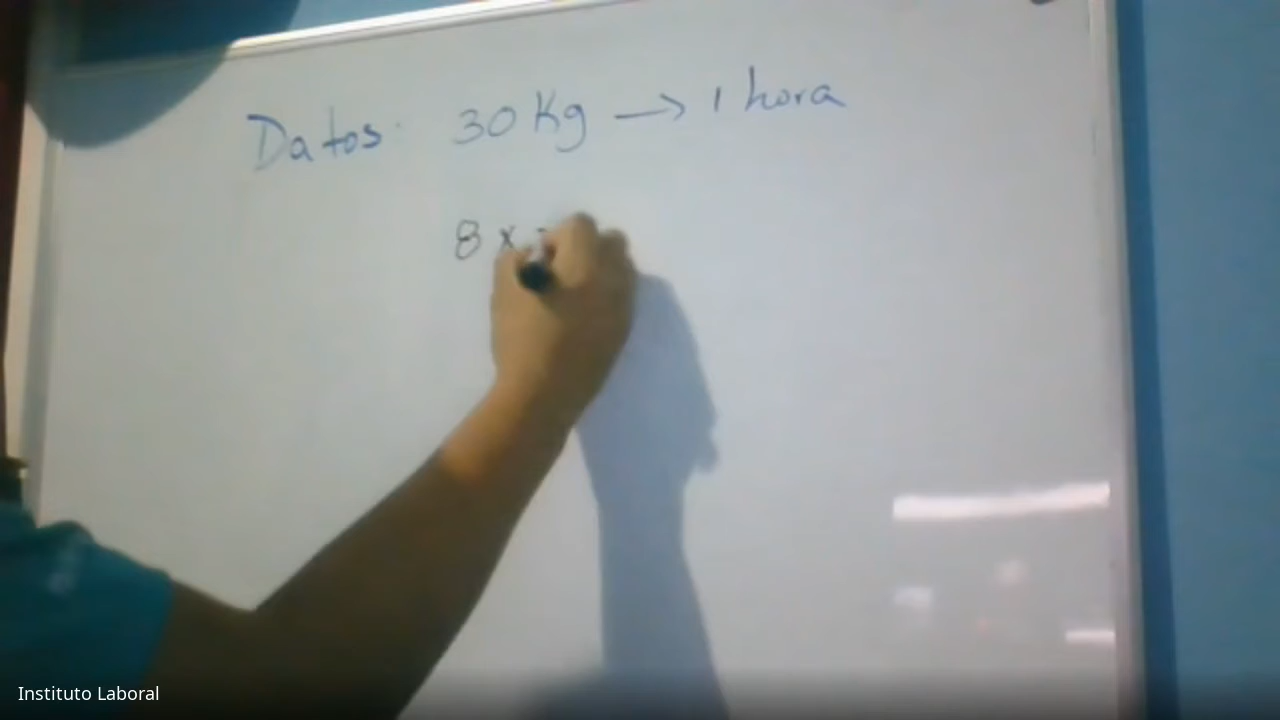 Datos: 30 Kg → 1 hora
8 x
Instituto Laboral